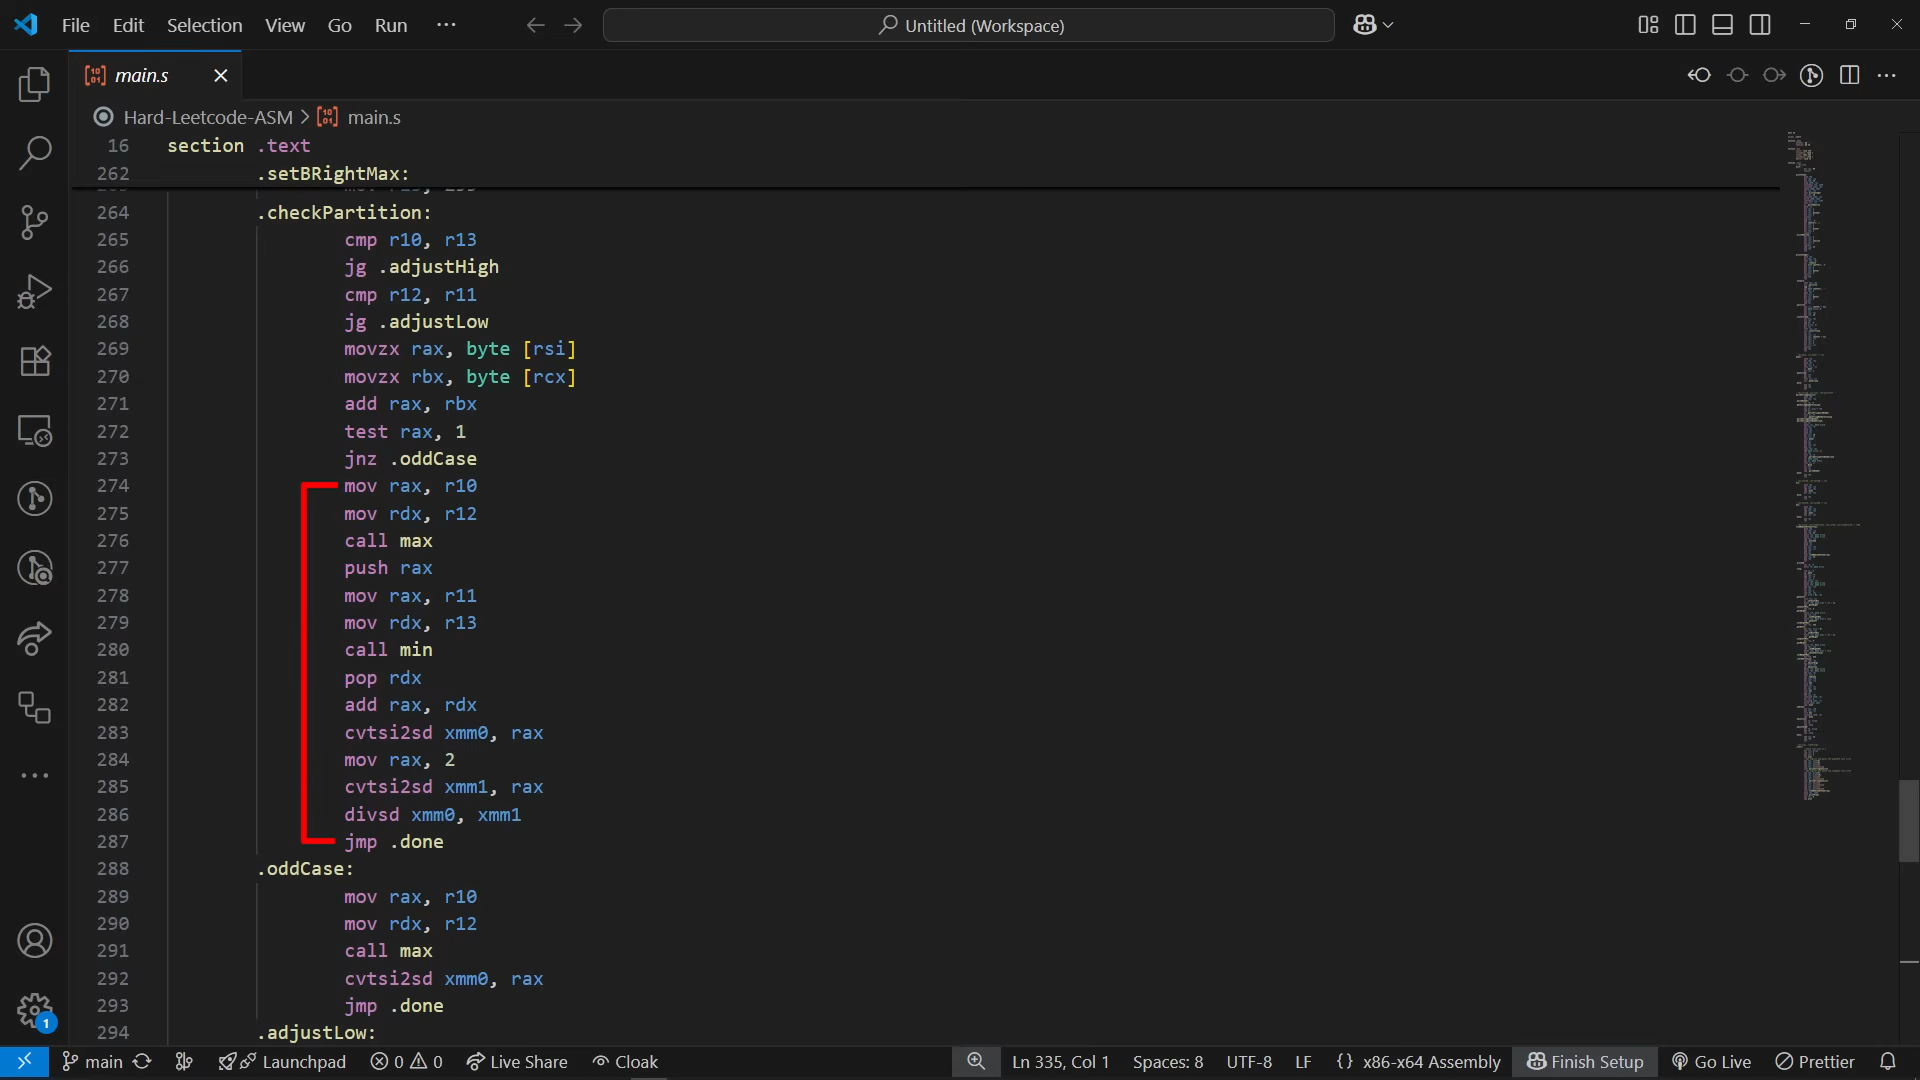 File Edit Selection View Go Run ··· Untitled (Workspace)
main.s
Hard-Leetcode-ASM > main.s
16 section .text
262 .setBRightMax:
264 .checkPartition:
265 cmp r10, r13
266 jg .adjustHigh
267 cmp r12, r11
268 jg .adjustLow
269 movzx rax, byte [rsi]
270 movzx rbx, byte [rcx]
271 add rax, rbx
272 test rax, 1
273 jnz .oddCase
274 mov rax, r10
275 mov rdx, r12
276 call max
277 push rax
278 mov rax, r11
279 mov rdx, r13
280 call min
281 pop rdx
282 add rax, rdx
283 cvtsi2sd xmm0, rax
284 mov rax, 2
285 cvtsi2sd xmm1, rax
286 divsd xmm0, xmm1
287 jmp .done
288 .oddCase:
289 mov rax, r10
290 mov rdx, r12
291 call max
292 cvtsi2sd xmm0, rax
293 jmp .done
294 .adjustLow:
1
main Launchpad 0 0 Live Share Cloak Ln 335, Col 1 Spaces: 8 UTF-8 LF {} x86-x64 Assembly Finish Setup Go Live Prettier